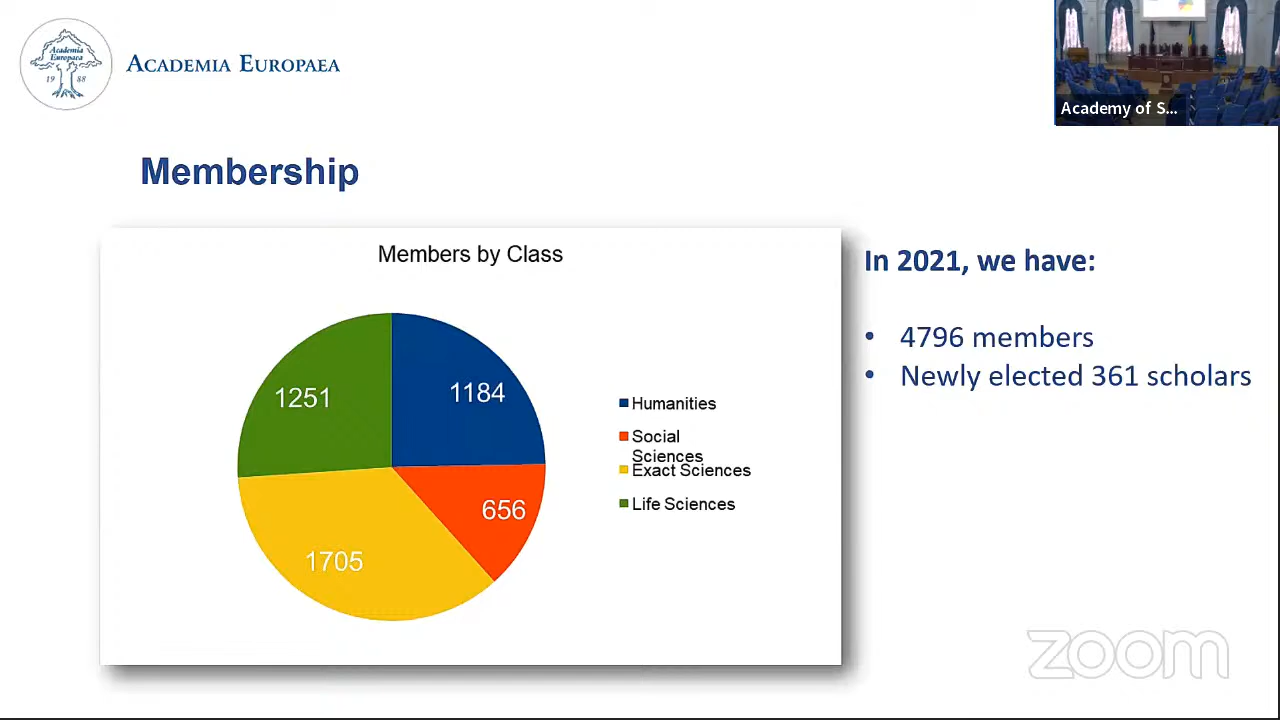 Academia
Europaea
19 88
ACADEMIA EUROPAEA
Academy of S...
Membership
Members by Class
1251
1184
656
1705
Humanities
Social
Sciences
Exact Sciences
Life Sciences
In 2021, we have:
• 4796 members
• Newly elected 361 scholars
zoom